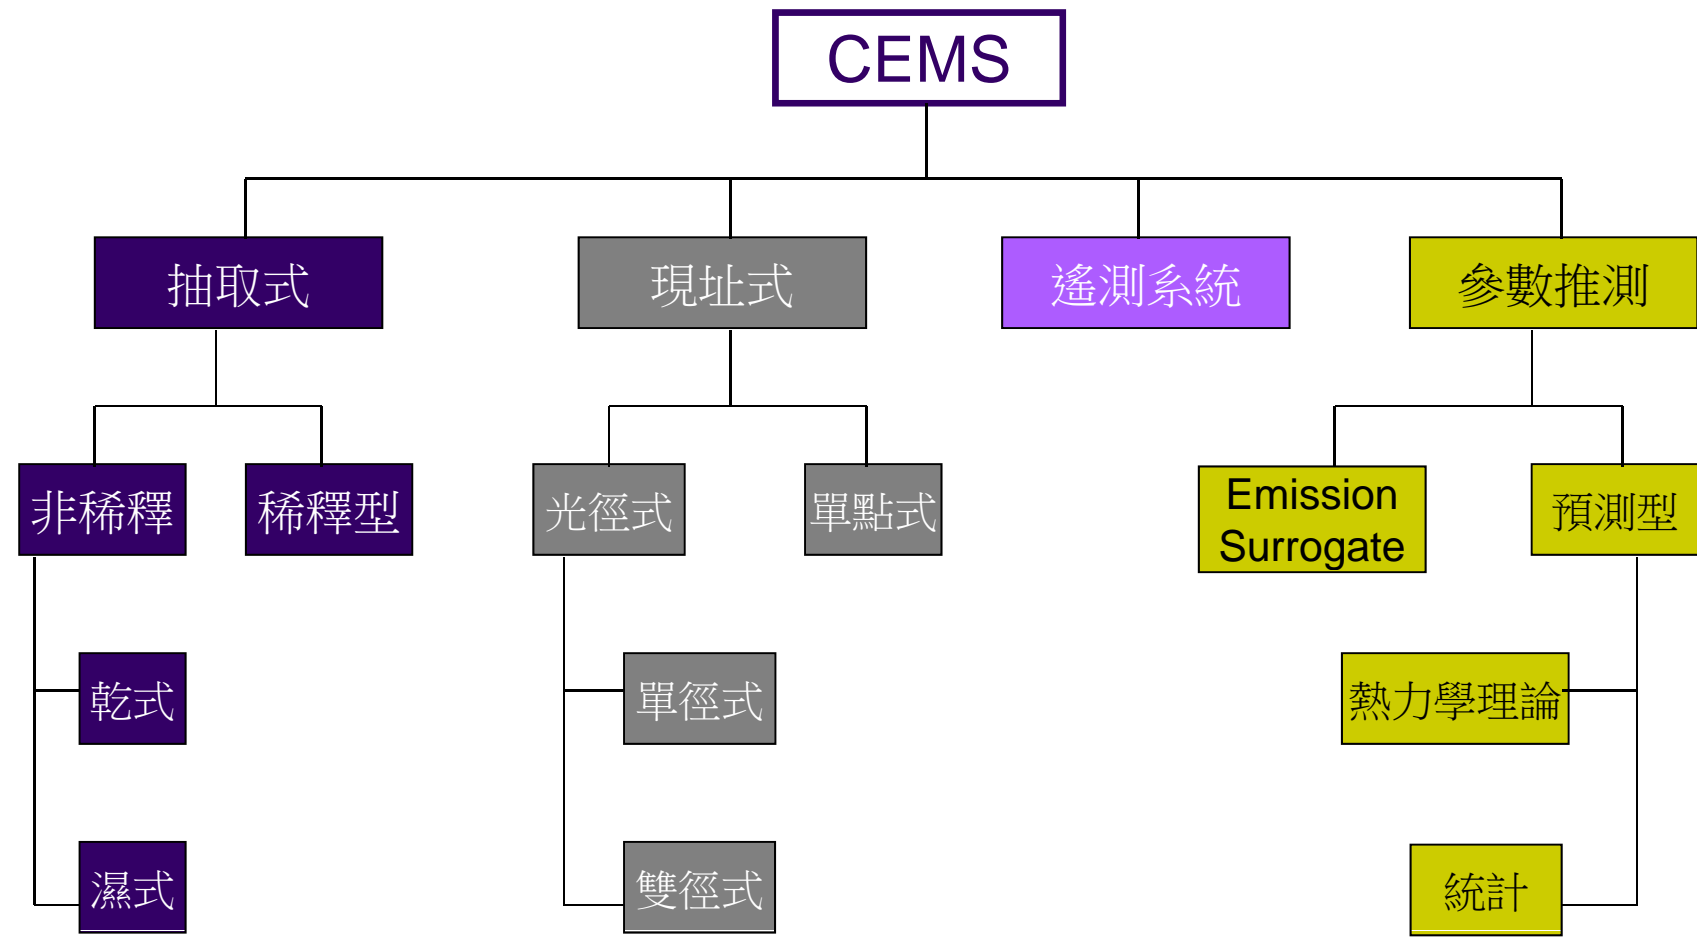 CEMS
抽取式
現址式
遙測系統
參數推測
非稀釋
稀釋型
光徑式
單點式
Emission
Surrogate
預測型
乾式
單徑式
熱力學理論
濕式
雙徑式
統計